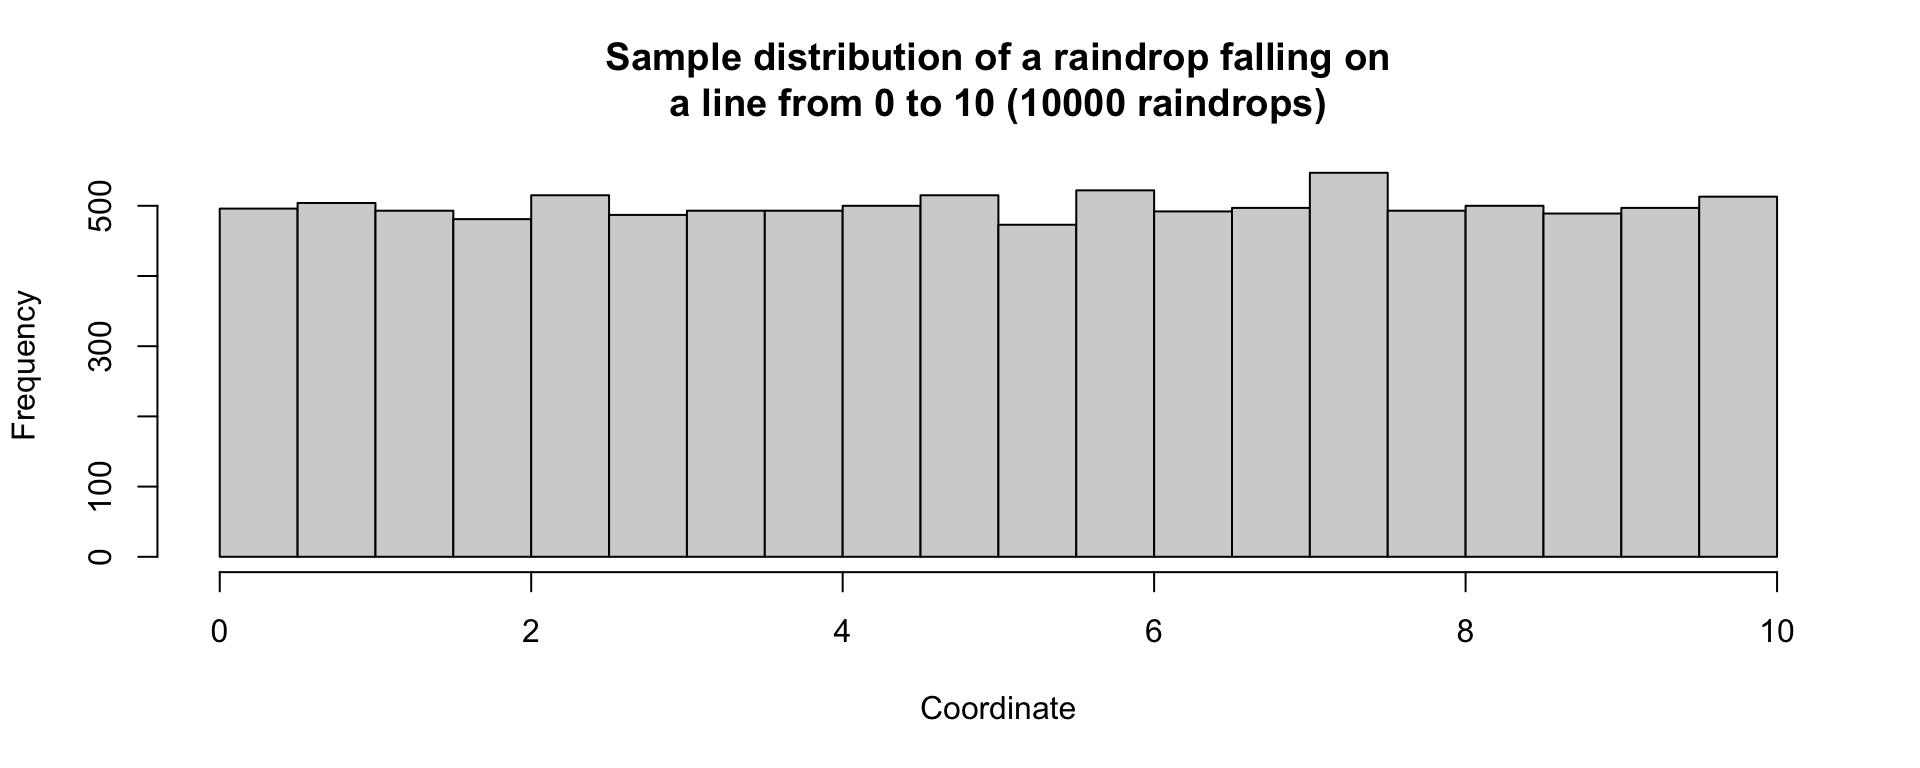 Sample distribution of a raindrop falling on
a line from 0 to 10 (10000 raindrops)
Frequency
500
300
100
0
0 2 4 6 8 10
Coordinate